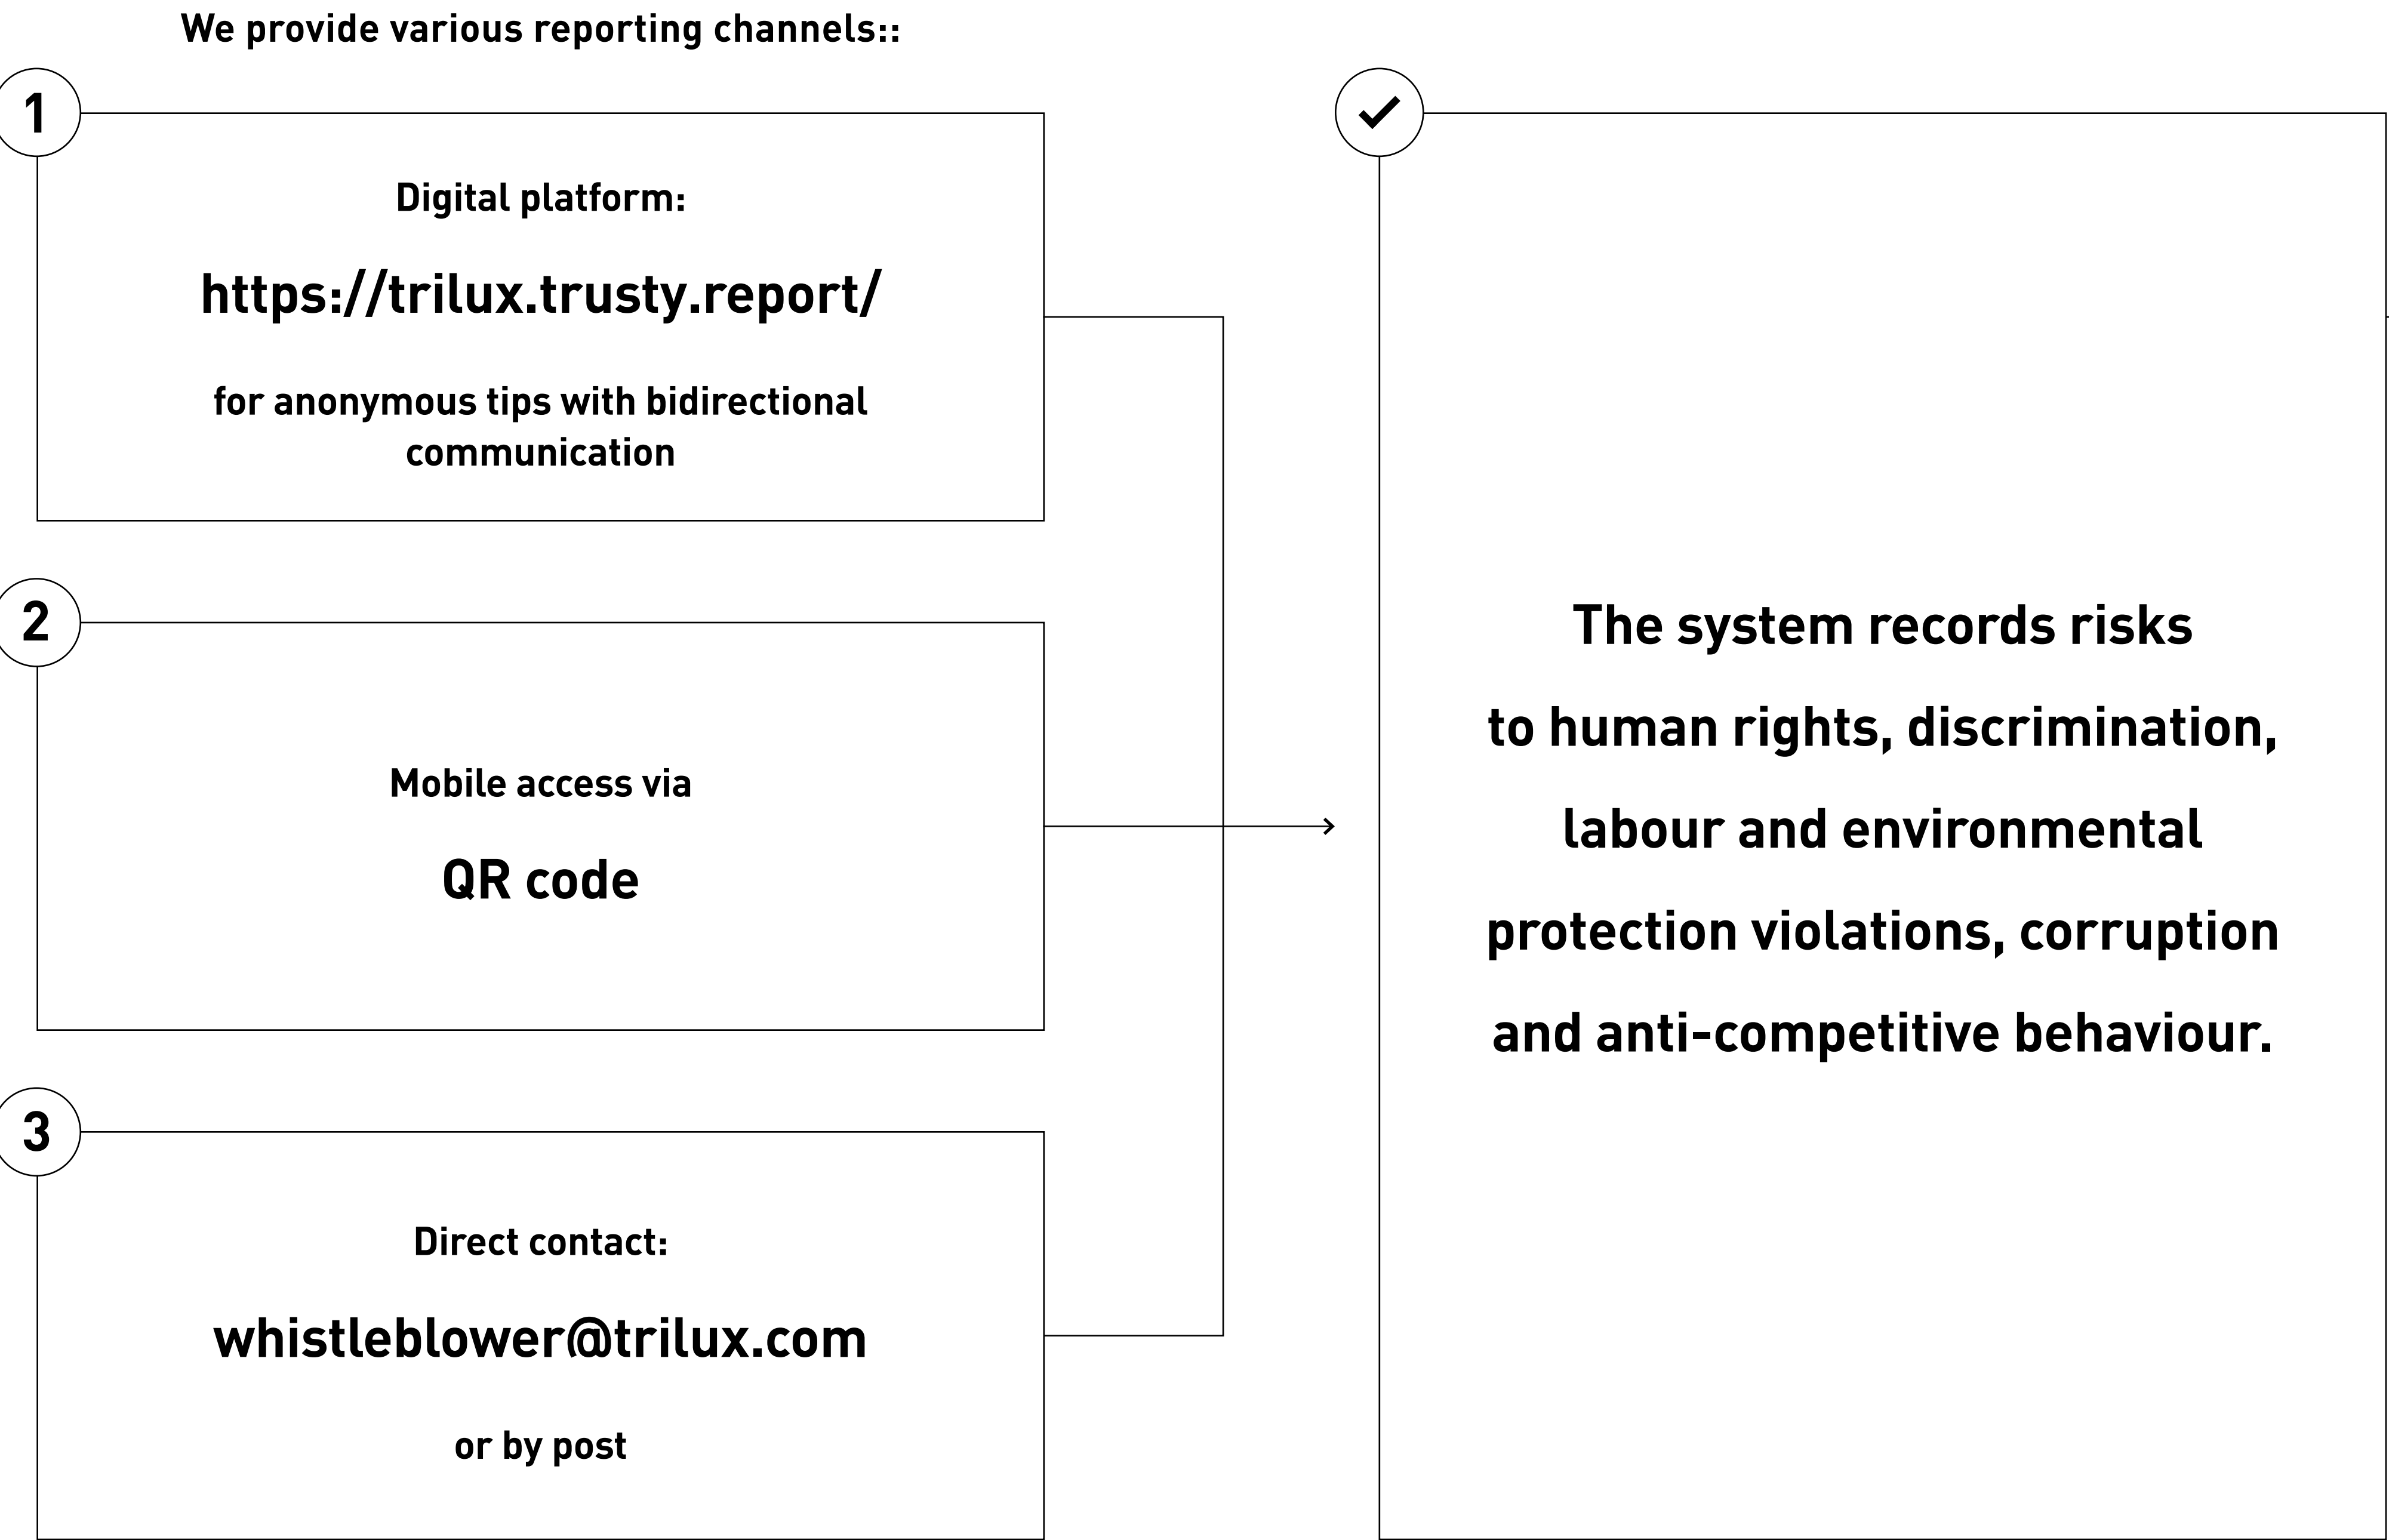 We provide various reporting channels::
1
Digital platform:
https://trilux.trusty.report/
for anonymous tips with bidirectional
communication
2
Mobile access via
QR code
3
Direct contact:
whistleblower@trilux.com
or by post
The system records risks
to human rights, discrimination,
labour and environmental
protection violations, corruption
and anti-competitive behaviour.